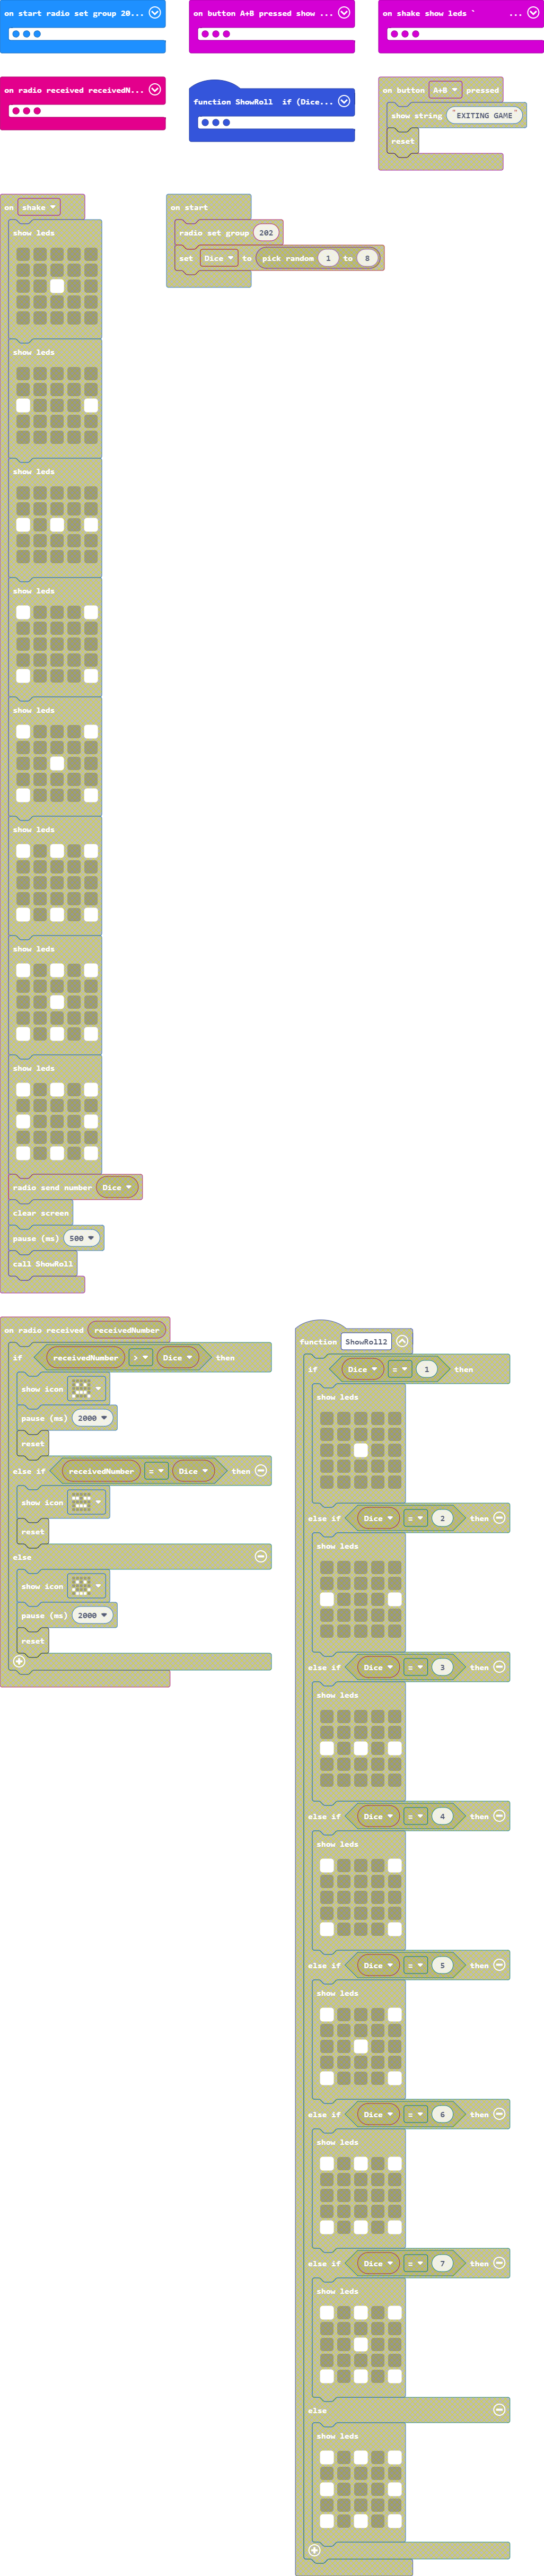 on start radio set group 20...
on button A+B pressed show ...
on shake show leds ` ...
on radio received receivedN...
function ShowRoll if (Dice...
on button A+B pressed
show string "EXITING GAME"
reset
on shake
show leds
show leds
show leds
show leds
show leds
show leds
show leds
show leds
radio send number Dice
clear screen
pause (ms) 500
call ShowRoll
on start
radio set group 202
set Dice to pick random 1 to 8
on radio received receivedNumber
if receivedNumber > Dice then
show icon
pause (ms) 2000
reset
else if receivedNumber = Dice then
show icon
reset
else
show icon
pause (ms) 2000
reset
function ShowRoll2
if Dice = 1 then
show leds
else if Dice = 2 then
show leds
else if Dice = 3 then
show leds
else if Dice = 4 then
show leds
else if Dice = 5 then
show leds
else if Dice = 6 then
show leds
else if Dice = 7 then
show leds
else
show leds